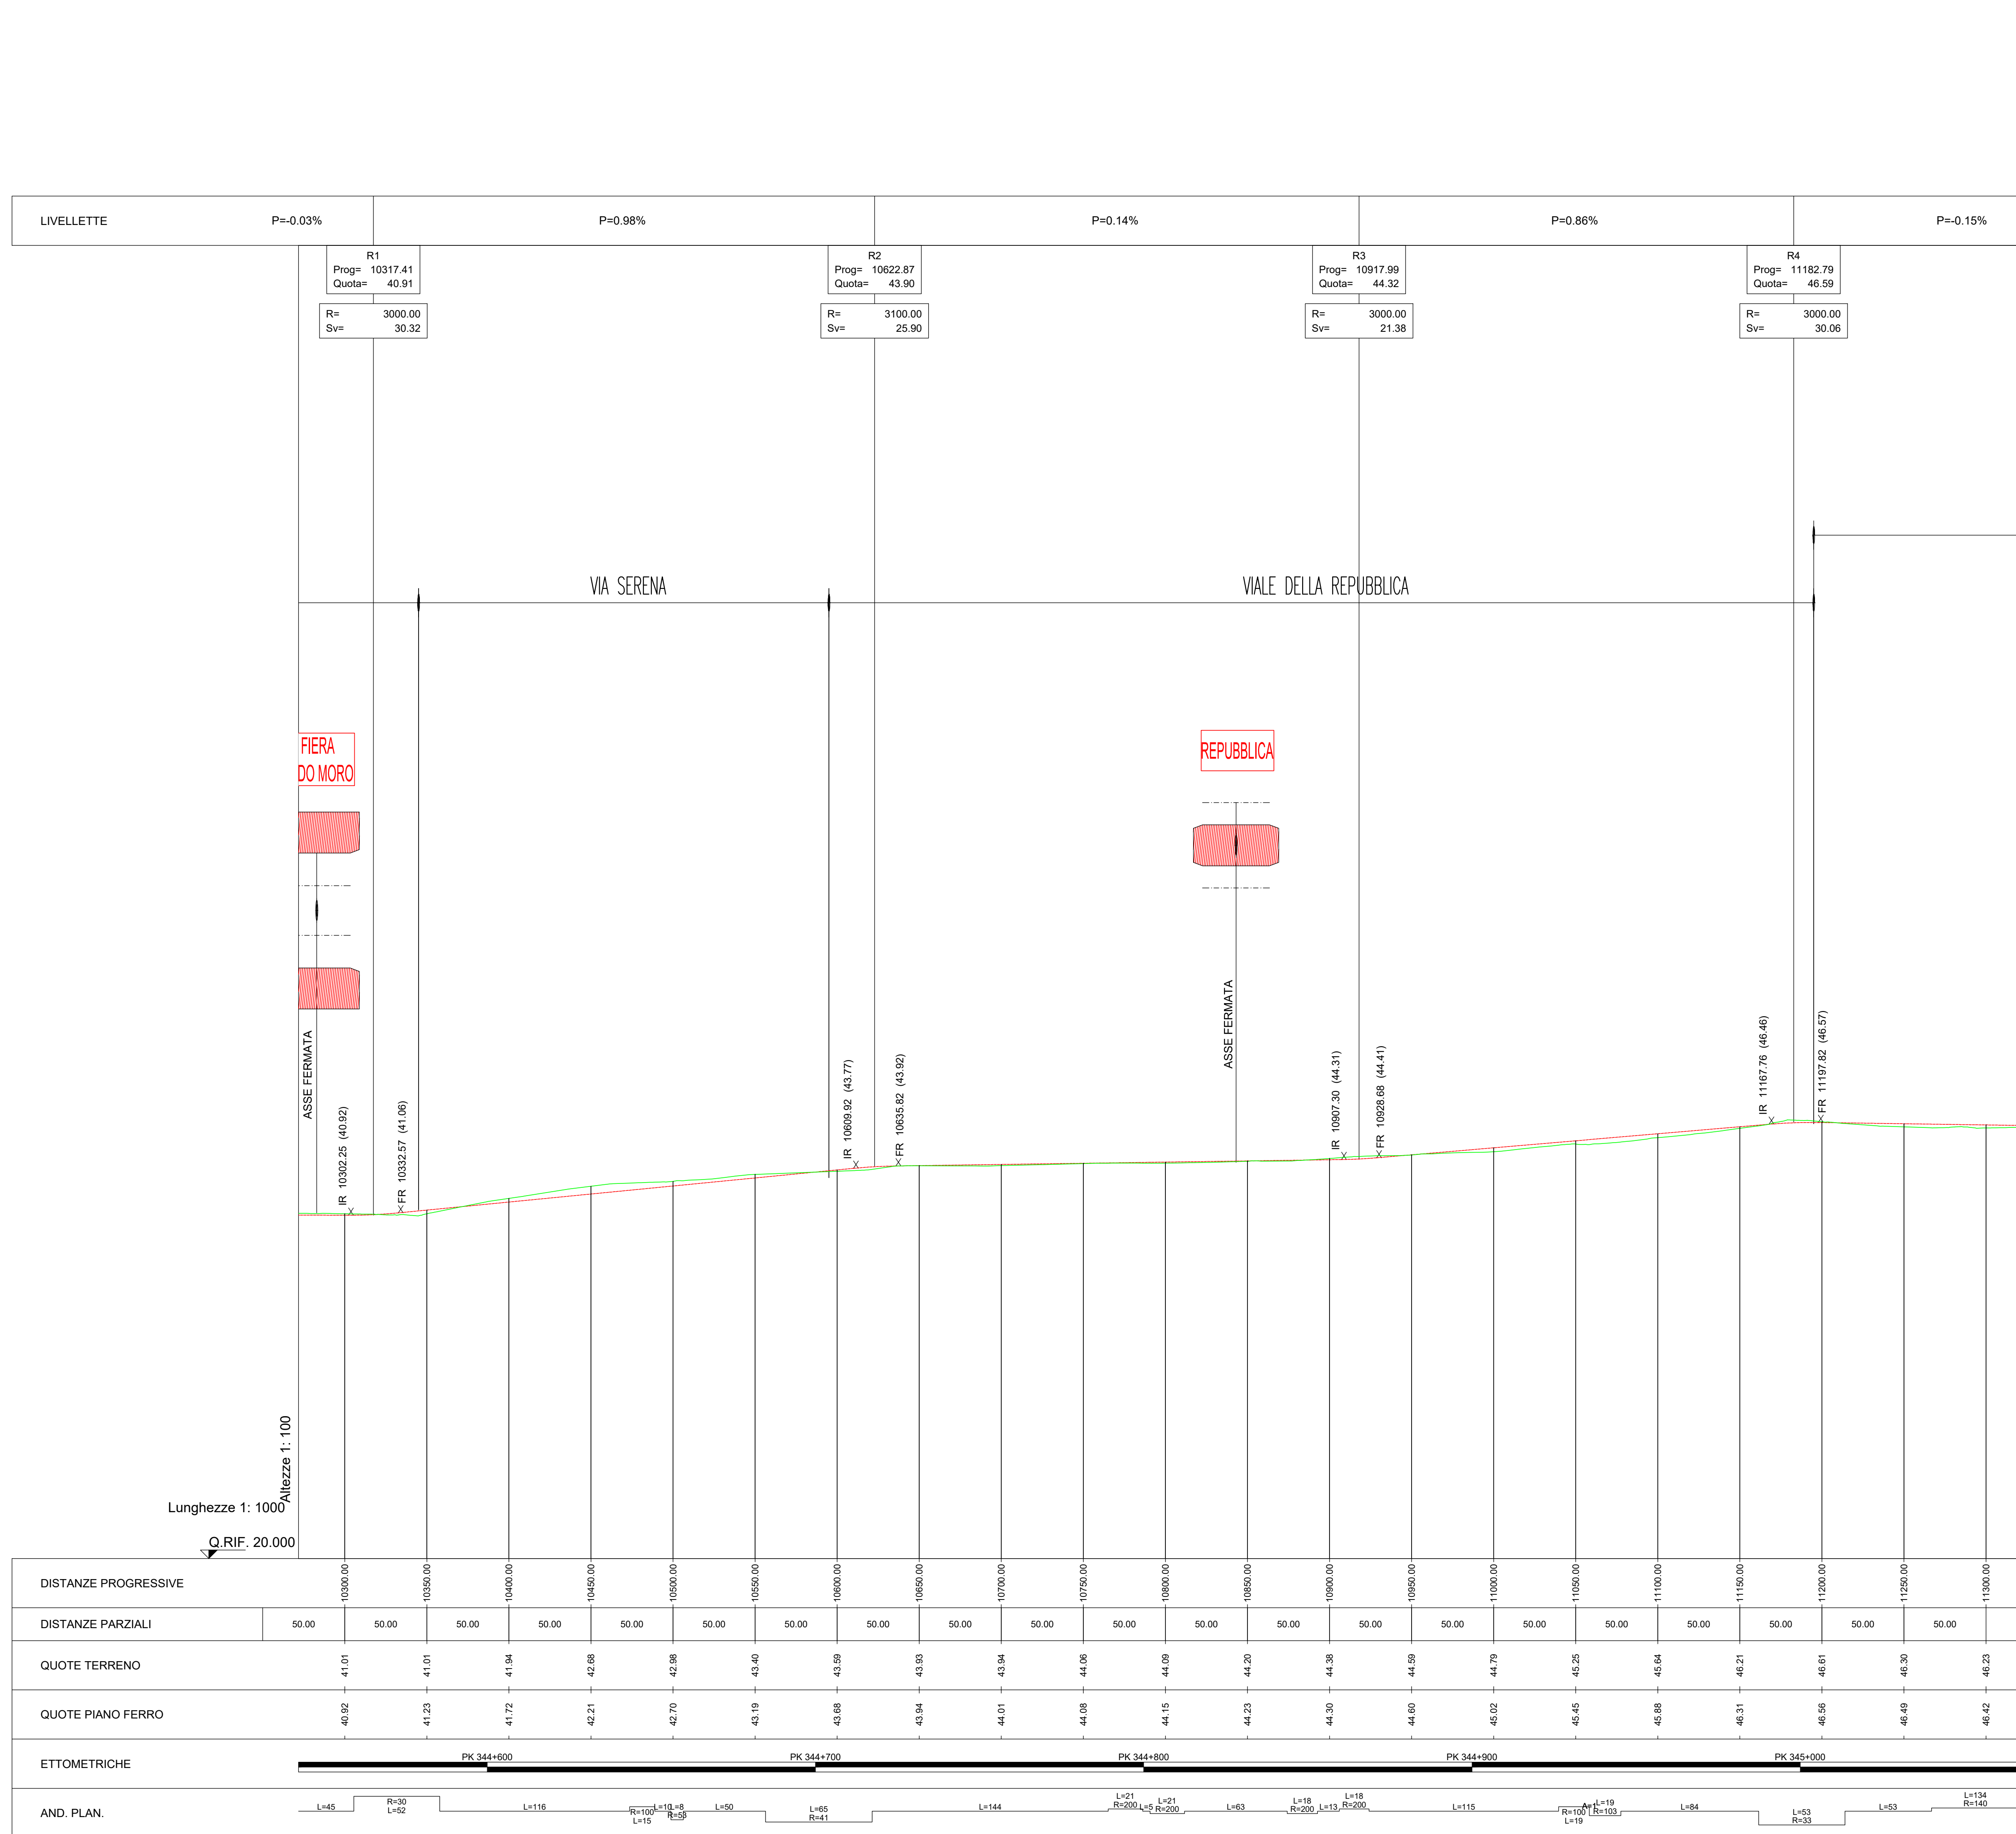 LIVELLETTE P=-0.03% P=0.98% P=0.14% P=0.86% P=-0.15%
R1
Prog= 10317.41
Quota= 40.91
R= 3000.00
Sv= 30.32
R2
Prog= 10622.87
Quota= 43.90
R= 3100.00
Sv= 25.90
R3
Prog= 10917.99
Quota= 44.32
R= 3000.00
Sv= 21.38
R4
Prog= 11182.79
Quota= 46.59
R= 3000.00
Sv= 30.06
VIA SERENA
VIALE DELLA REPUBBLICA
FIERA
DO MORO
REPUBBLICA
ASSE FERMATA
IR 10302.25 (40.92)
FR 10332.57 (41.06)
IR 10609.92 (43.77)
FR 10635.82 (43.92)
ASSE FERMATA
IR 10907.30 (44.31)
FR 10928.68 (44.41)
IR 11167.76 (46.46)
FR 11197.82 (46.57)
Altezze 1: 100
Lunghezze 1: 1000
Q.RIF. 20.000
DISTANZE PROGRESSIVE 10300.00 10350.00 10400.00 10450.00 10500.00 10550.00 10600.00 10650.00 10700.00 10750.00 10800.00 10850.00 10900.00 10950.00 11000.00 11050.00 11100.00 11150.00 11200.00 11250.00 11300.00
DISTANZE PARZIALI 50.00 50.00 50.00 50.00 50.00 50.00 50.00 50.00 50.00 50.00 50.00 50.00 50.00 50.00 50.00 50.00 50.00 50.00 50.00 50.00 50.00
QUOTE TERRENO 41.01 41.01 41.94 42.68 42.98 43.40 43.59 43.93 43.94 44.06 44.09 44.20 44.38 44.59 44.79 45.25 45.64 46.21 46.61 46.30 46.23
QUOTE PIANO FERRO 40.92 41.23 41.72 42.21 42.70 43.19 43.68 43.94 44.01 44.08 44.15 44.23 44.30 44.60 45.02 45.45 45.88 46.31 46.56 46.49 46.42
ETTOMETRICHE PK 344+600 PK 344+700 PK 344+800 PK 344+900 PK 345+000
AND. PLAN.
L=45
R=30
L=52
L=116
R=100
L=15
L=10
L=8
R=53
L=50
L=65
R=41
L=144
L=21
R=200
L=5
L=21
R=200
L=63
L=18
R=200
L=13
L=18
R=200
L=115
R=100
L=19
L=19
R=103
L=84
L=53
R=33
L=53
L=134
R=140